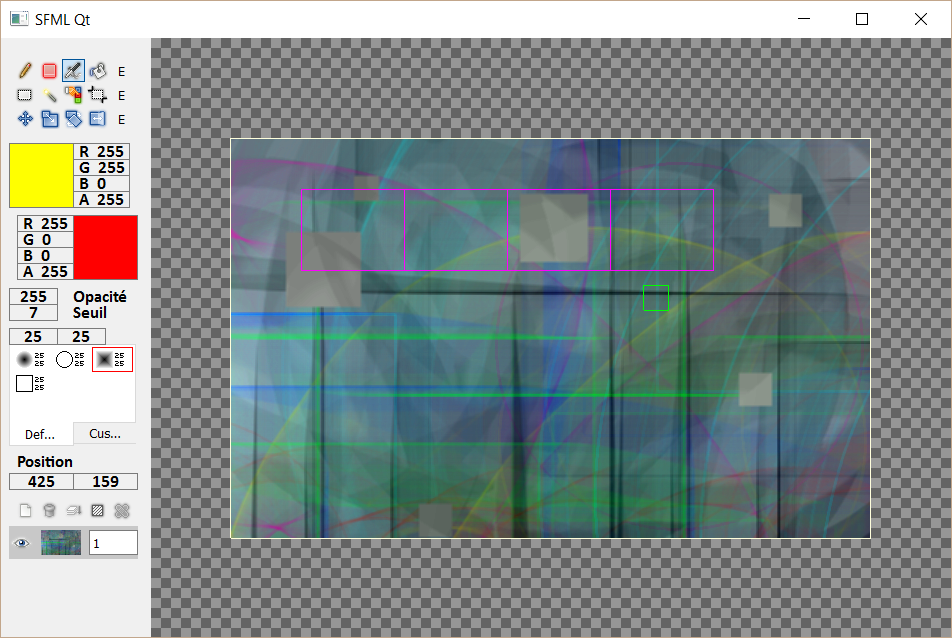 SFML Qt
E
E
E
R 255
G 255
B 0
A 255
R 255
G 0
B 0
A 255
255 Opacité
7 Seuil
25 25
25 25 25
25 25 25
25
25
Def... Cus...
Position
425 159
1